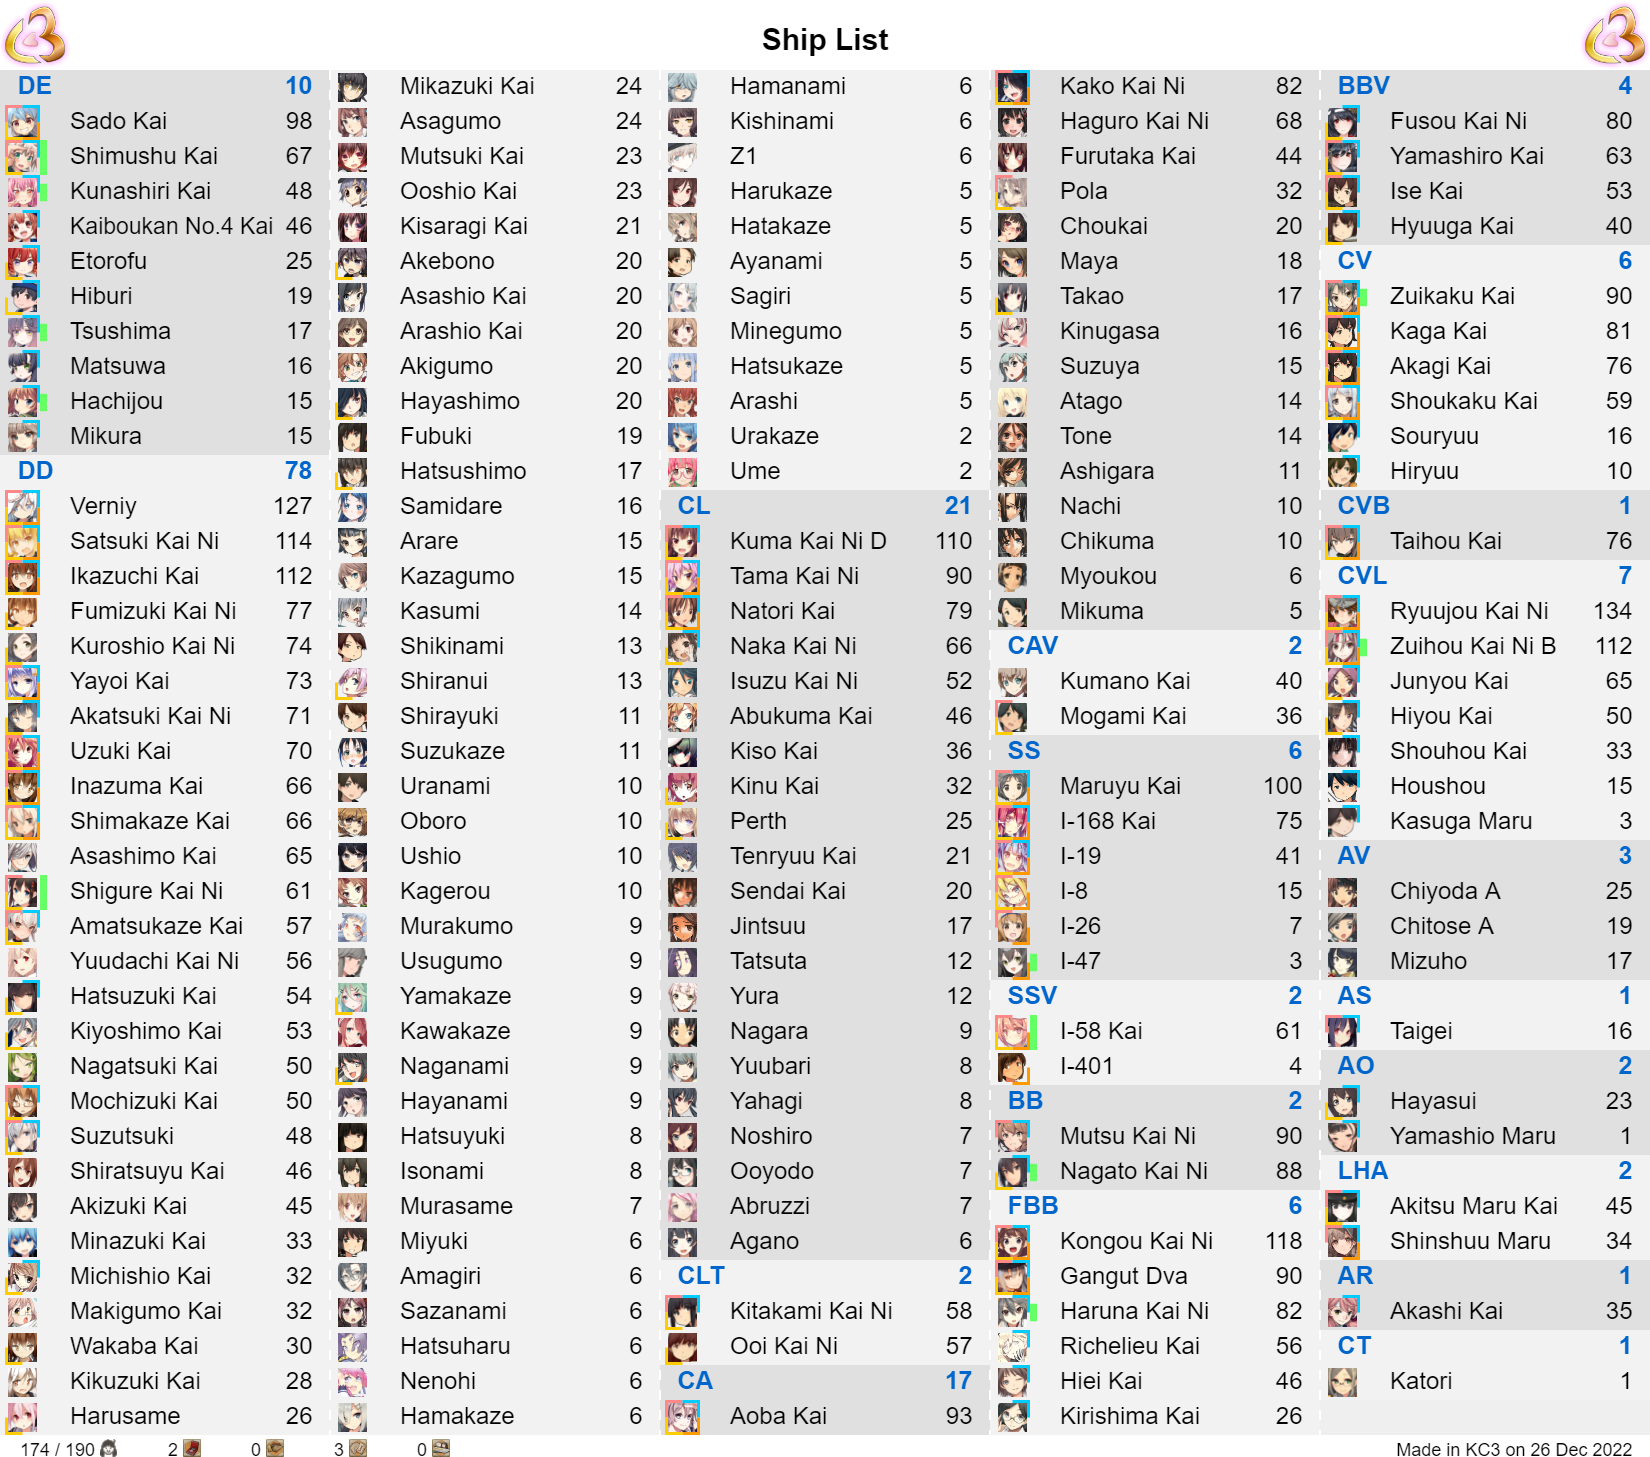 Ship List
DE 10
Sado Kai 98
Shimushu Kai 67
Kunashiri Kai 48
Kaiboukan No.4 Kai 46
Etorofu 25
Hiburi 19
Tsushima 17
Matsuwa 16
Hachijou 15
Mikura 15
DD 78
Verniy 127
Satsuki Kai Ni 114
Ikazuchi Kai 112
Fumizuki Kai Ni 77
Kuroshio Kai Ni 74
Yayoi Kai 73
Akatsuki Kai Ni 71
Uzuki Kai 70
Inazuma Kai 66
Shimakaze Kai 66
Asashimo Kai 65
Shigure Kai Ni 61
Amatsukaze Kai 57
Yuudachi Kai Ni 56
Hatsuzuki Kai 54
Kiyoshimo Kai 53
Nagatsuki Kai 50
Mochizuki Kai 50
Suzutsuki 48
Shiratsuyu Kai 46
Akizuki Kai 45
Minazuki Kai 33
Michishio Kai 32
Makigumo Kai 32
Wakaba Kai 30
Kikuzuki Kai 28
Harusame 26
Mikazuki Kai 24
Asagumo 24
Mutsuki Kai 23
Ooshio Kai 23
Kisaragi Kai 21
Akebono 20
Asashio Kai 20
Arashio Kai 20
Akigumo 20
Hayashimo 20
Fubuki 19
Hatsushimo 17
Samidare 16
Arare 15
Kazagumo 15
Kasumi 14
Shikinami 13
Shiranui 13
Shirayuki 11
Suzukaze 11
Uranami 10
Oboro 10
Ushio 10
Kagerou 10
Murakumo 9
Usugumo 9
Yamakaze 9
Kawakaze 9
Naganami 9
Hayanami 9
Hatsuyuki 8
Isonami 8
Murasame 7
Miyuki 6
Amagiri 6
Sazanami 6
Hatsuharu 6
Nenohi 6
Hamakaze 6
Hamanami 6
Kishinami 6
Z1 6
Harukaze 5
Hatakaze 5
Ayanami 5
Sagiri 5
Minegumo 5
Hatsukaze 5
Arashi 5
Urakaze 2
Ume 2
CL 21
Kuma Kai Ni D 110
Tama Kai Ni 90
Natori Kai 79
Naka Kai Ni 66
Isuzu Kai Ni 52
Abukuma Kai 46
Kiso Kai 36
Kinu Kai 32
Perth 25
Tenryuu Kai 21
Sendai Kai 20
Jintsuu 17
Tatsuta 12
Yura 12
Nagara 9
Yuubari 8
Yahagi 8
Noshiro 7
Ooyodo 7
Abruzzi 7
Agano 6
CLT 2
Kitakami Kai Ni 58
Ooi Kai Ni 57
CA 17
Aoba Kai 93
Kako Kai Ni 82
Haguro Kai Ni 68
Furutaka Kai 44
Pola 32
Choukai 20
Maya 18
Takao 17
Kinugasa 16
Suzuya 15
Atago 14
Tone 14
Ashigara 11
Nachi 10
Chikuma 10
Myoukou 6
Mikuma 5
CAV 2
Kumano Kai 40
Mogami Kai 36
SS 6
Maruyu Kai 100
I-168 Kai 75
I-19 41
I-8 15
I-26 7
I-47 3
SSV 2
I-58 Kai 61
I-401 4
BB 2
Mutsu Kai Ni 90
Nagato Kai Ni 88
FBB 6
Kongou Kai Ni 118
Gangut Dva 90
Haruna Kai Ni 82
Richelieu Kai 56
Hiei Kai 46
Kirishima Kai 26
BBV 4
Fusou Kai Ni 80
Yamashiro Kai 63
Ise Kai 53
Hyuuga Kai 40
CV 6
Zuikaku Kai 90
Kaga Kai 81
Akagi Kai 76
Shoukaku Kai 59
Souryuu 16
Hiryuu 10
CVB 1
Taihou Kai 76
CVL 7
Ryuujou Kai Ni 134
Zuihou Kai Ni B 112
Junyou Kai 65
Hiyou Kai 50
Shouhou Kai 33
Houshou 15
Kasuga Maru 3
AV 3
Chiyoda A 25
Chitose A 19
Mizuho 17
AS 1
Taigei 16
AO 2
Hayasui 23
Yamashio Maru 1
LHA 2
Akitsu Maru Kai 45
Shinshuu Maru 34
AR 1
Akashi Kai 35
CT 1
Katori 1
174 / 190 2 0 3 0
Made in KC3 on 26 Dec 2022